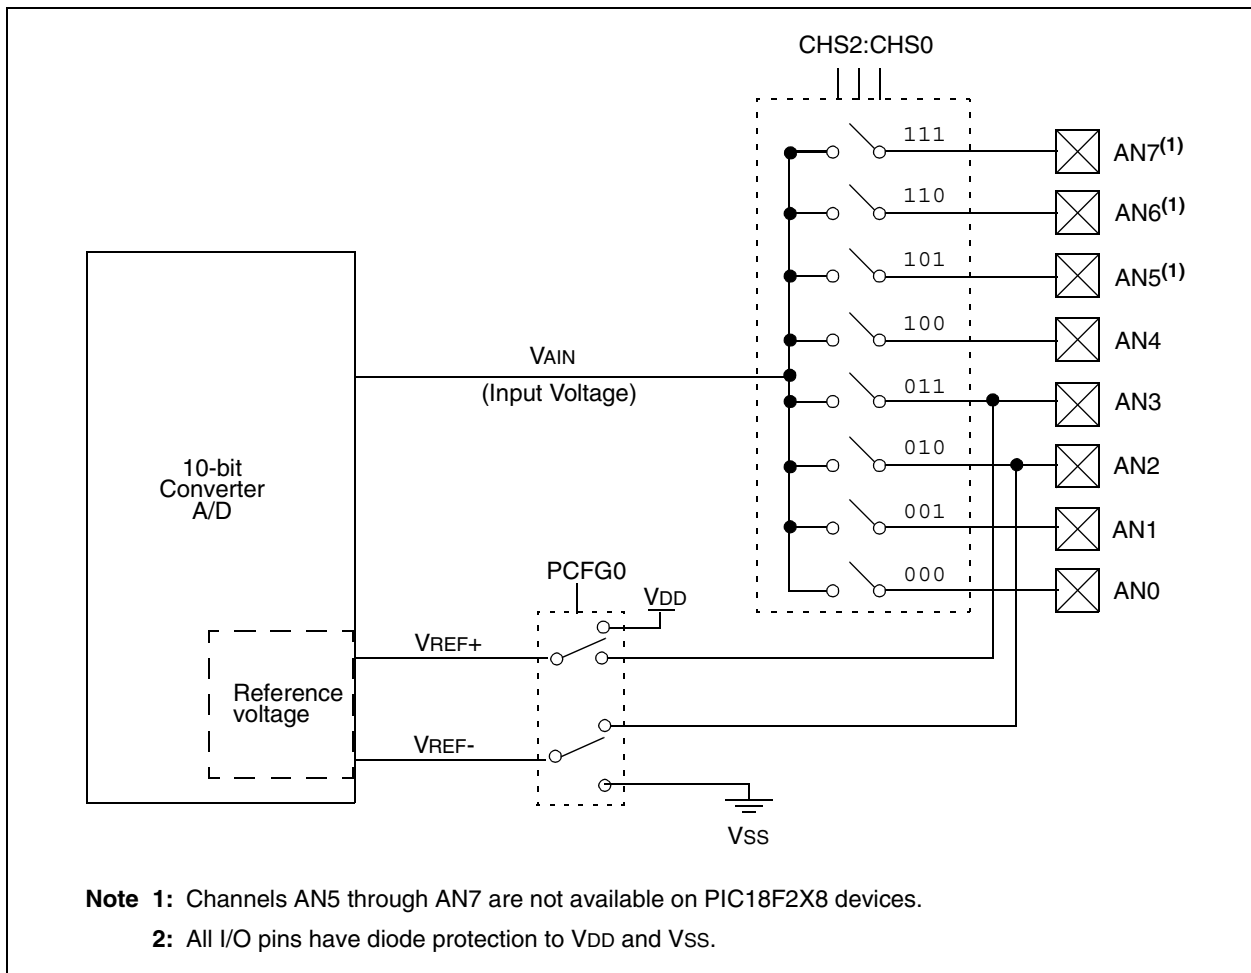 CHS2:CHS0
111
AN7(1)
110
AN6(1)
101
AN5(1)
100
AN4
VAIN
(Input Voltage)
011
AN3
010
AN2
10-bit
Converter
A/D
001
AN1
PCFG0
000
AN0
VDD
VREF+
Reference
voltage
VREF-
VSS
Note 1: Channels AN5 through AN7 are not available on PIC18F2X8 devices.
2: All I/O pins have diode protection to VDD and VSS.